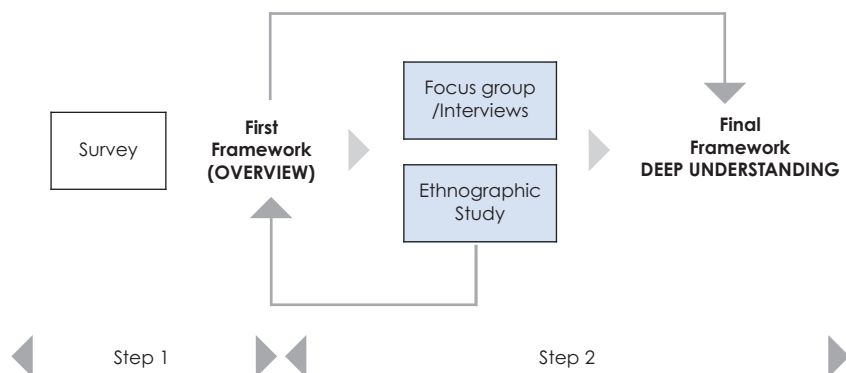 Survey
First
Framework
(OVERVIEW)
Focus group
/Interviews
Ethnographic
Study
Final
Framework
DEEP UNDERSTANDING
Step 1
Step 2